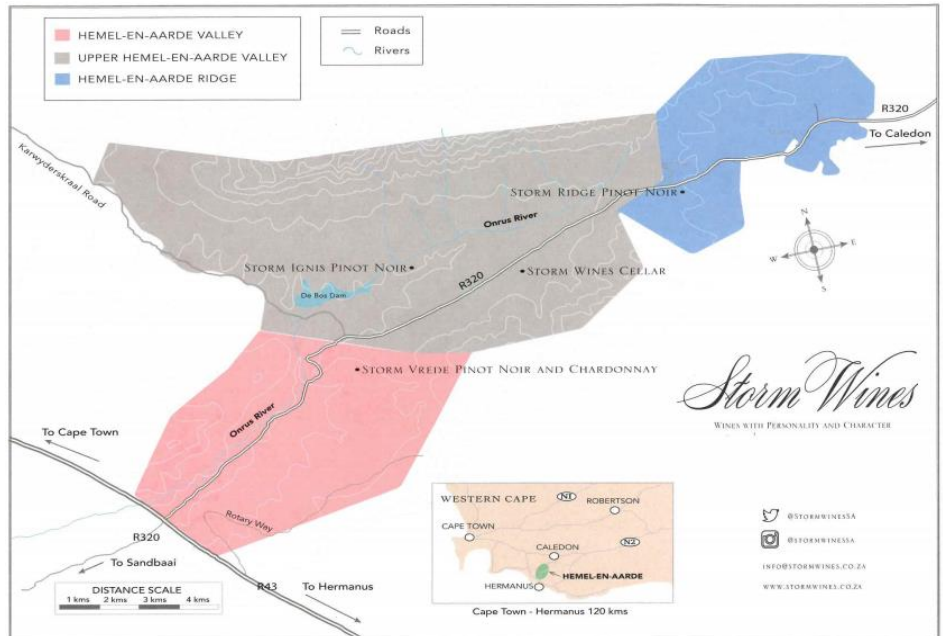 HEMEL-EN-AARDE VALLEY
UPPER HEMEL-EN-AARDE VALLEY
HEMEL-EN-AARDE RIDGE
Roads
Rivers
R320
To Caledon
Karwyderskraal Road
STORM RIDGE PINOT NOIR
Onrus River
N
W E
S
STORM IGNIS PINOT NOIR
R320
STORM WINES CELLAR
De Bos Dam
STORM VREDE PINOT NOIR AND CHARDONNAY
Storm Wines
WINES WITH PERSONALITY AND CHARACTER
Onrus River
To Cape Town
Rotary Way
R320
To Sandbaai
R43
To Hermanus
DISTANCE SCALE
1 kms 2 kms 3 kms 4 kms
WESTERN CAPE
N1
ROBERTSON
CAPE TOWN
N2
CALEDON
HEMEL-EN-AARDE
HERMANUS
Cape Town - Hermanus 120 kms
@STORMWINESSA
@STORMWINESSA
INFO@STORMWINES.CO.ZA
WWW.STORMWINES.CO.ZA